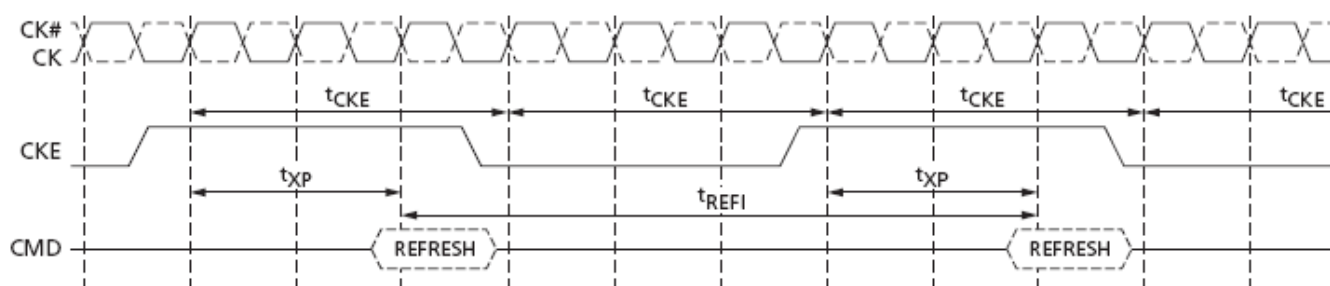 CK#
CK
tCKE tCKE tCKE tCKE
CKE
tXP tXP
tREFI
CMD REFRESH REFRESH